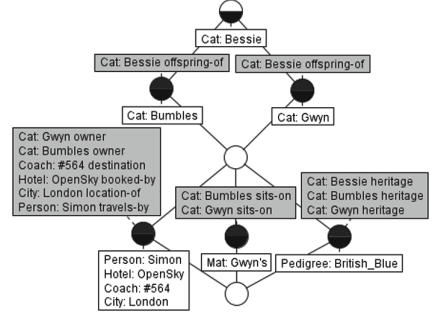 Cat: Bessie
Cat: Bessie offspring-of
Cat: Bessie offspring-of
Cat: Bumbles
Cat: Gwyn
Cat: Gwyn owner
Cat: Bumbles owner
Coach: #564 destination
Hotel: OpenSky booked-by
City: London location-of
Person: Simon travels-by
Cat: Bumbles sits-on
Cat: Gwyn sits-on
Cat: Bessie heritage
Cat: Bumbles heritage
Cat: Gwyn heritage
Person: Simon
Hotel: OpenSky
Coach: #564
City: London
Mat: Gwyn's
Pedigree: British_Blue